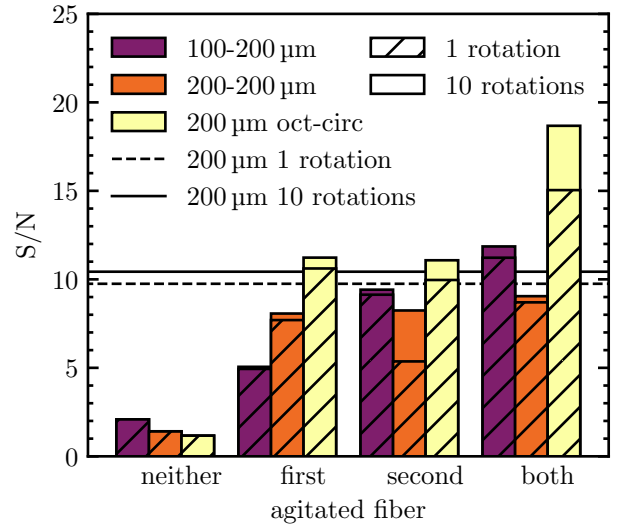 25
20
15
10
5
0
S/N
100-200 µm
200-200 µm
200 µm oct-circ
200 µm 1 rotation
200 µm 10 rotations
1 rotation
10 rotations
neither first second both
agitated fiber